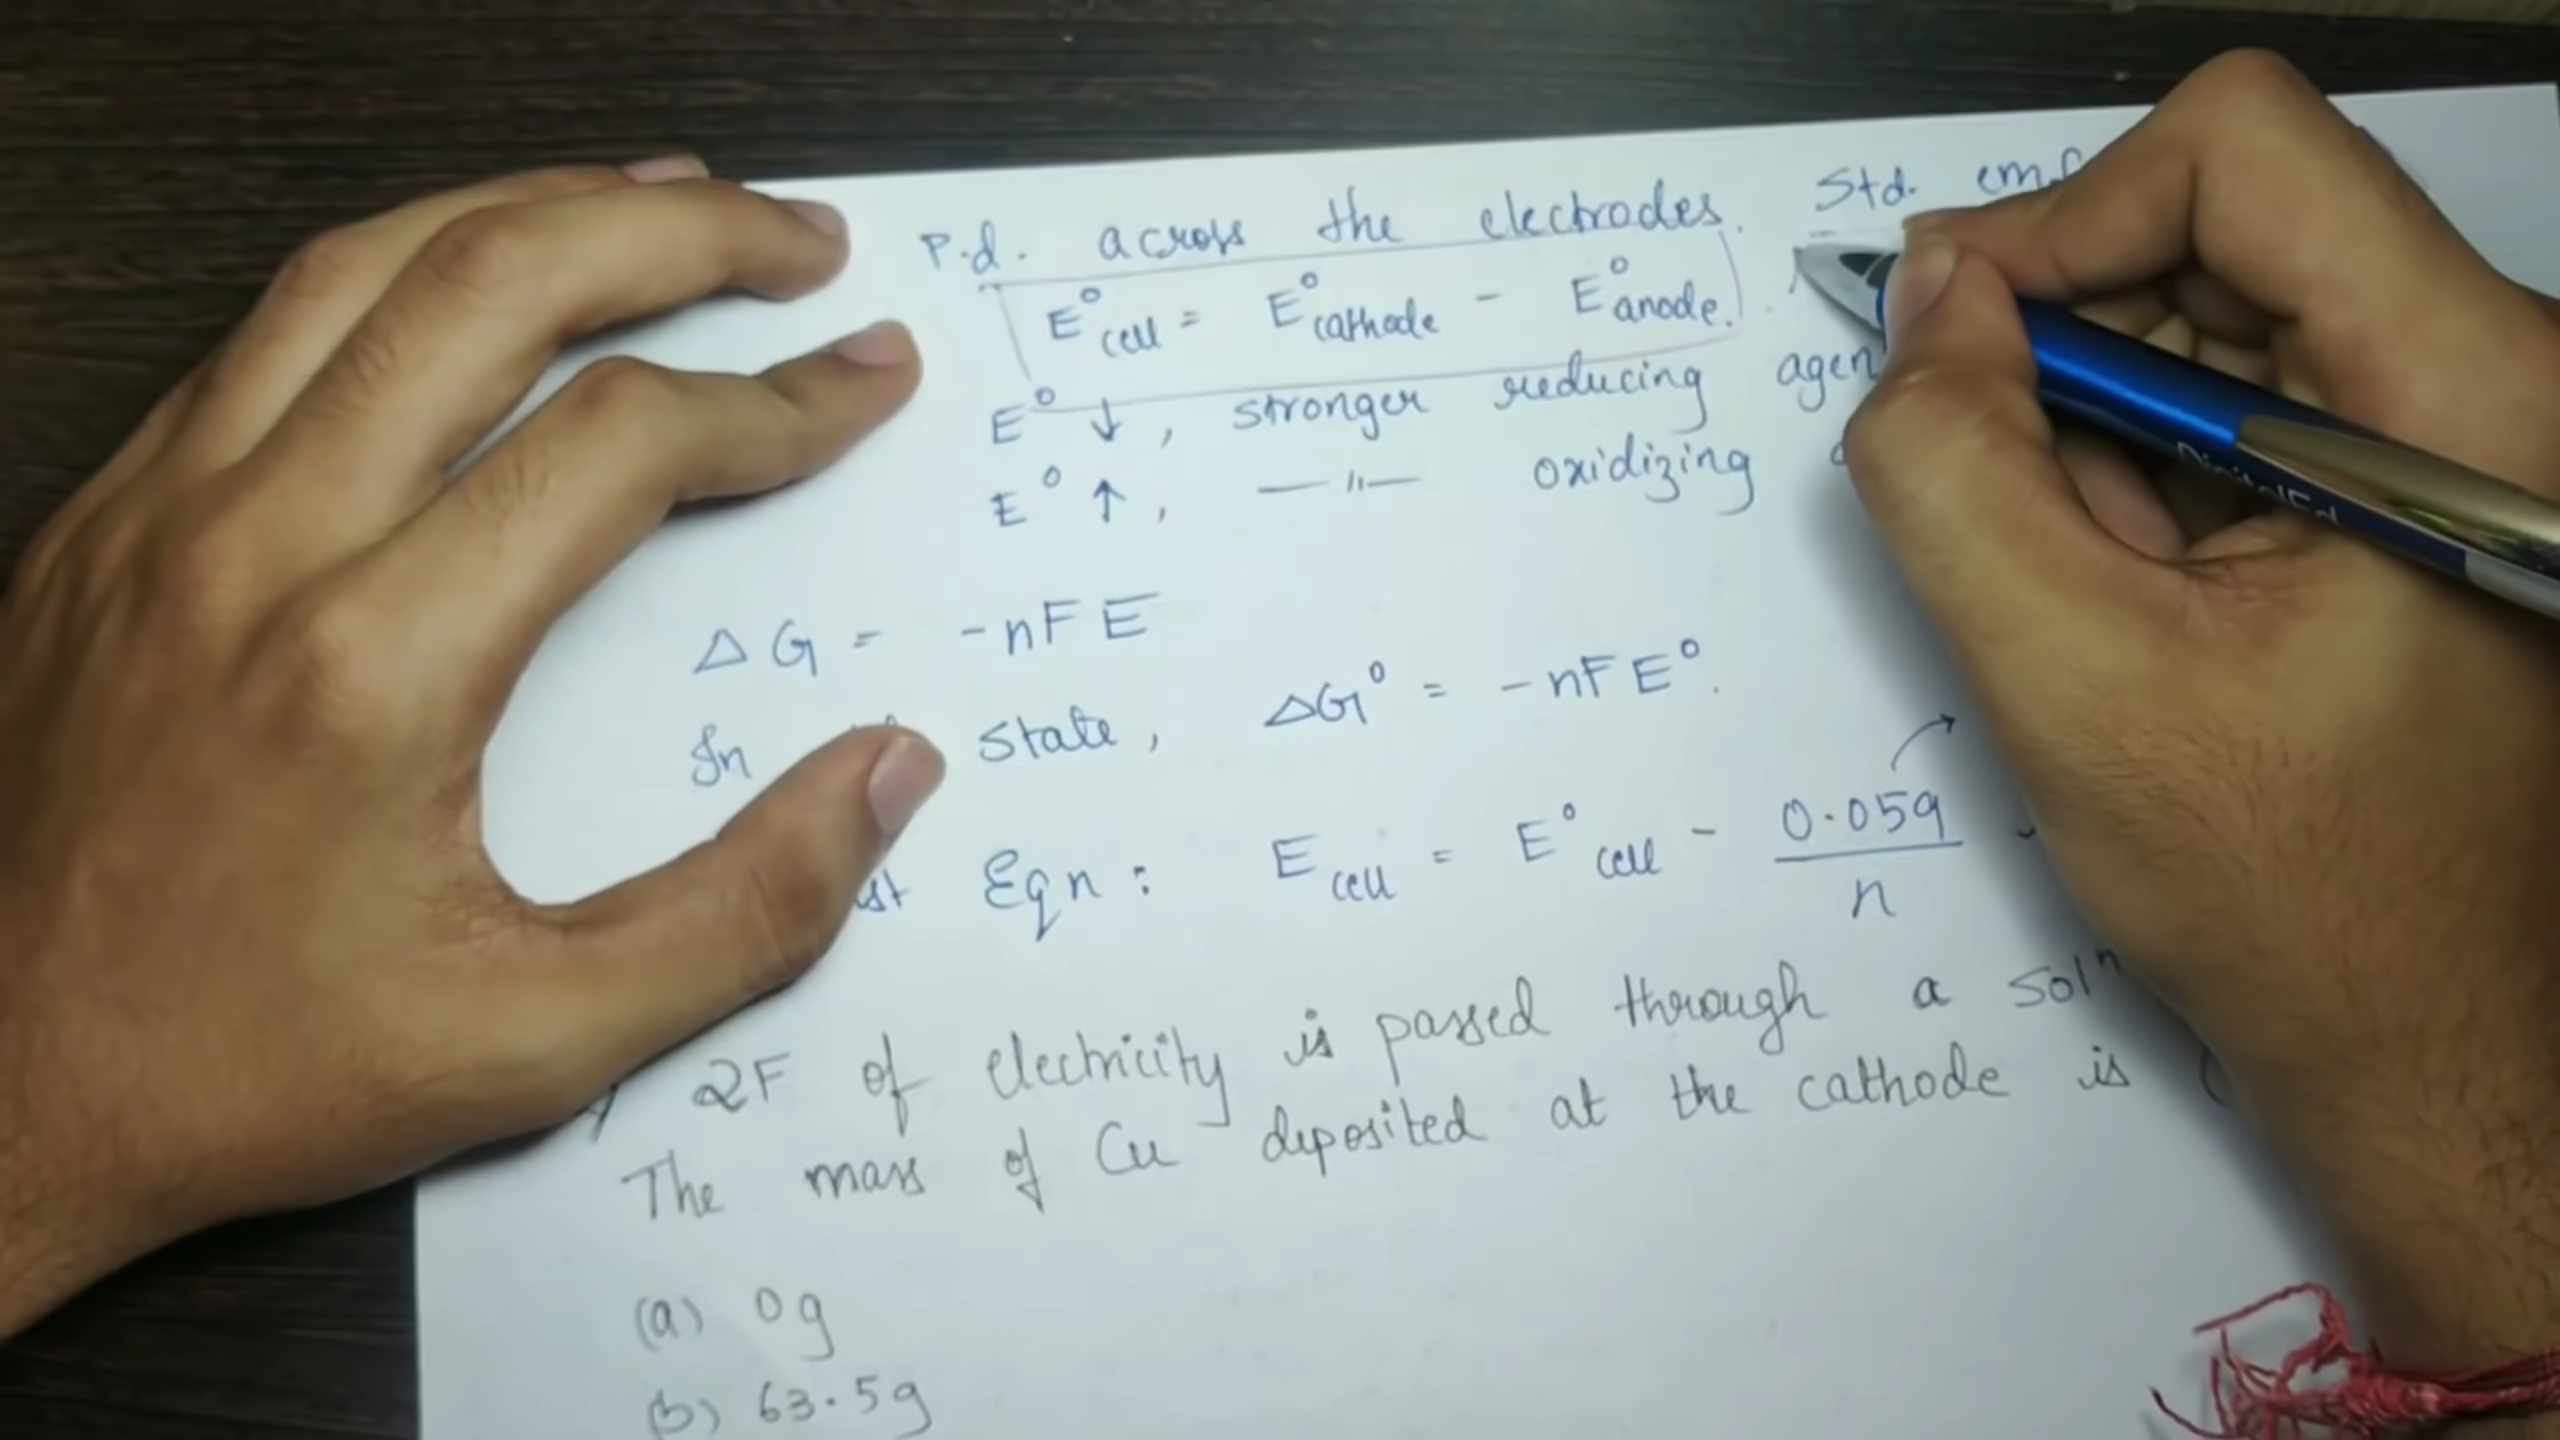 P.d. across the electrodes. Std. emf
E°cell = E°cathode - E°anode.
E° ↓, stronger reducing agen
E° ↑, —〃— oxidizing
ΔG = -nFE
In State, ΔG° = -nFE°.
st Eqn: Ecell = E°cell - 0.059/n
2F of electricity is passed through a solⁿ
The mass of Cu deposited at the cathode is (
(a) 0g
(b) 63.5g